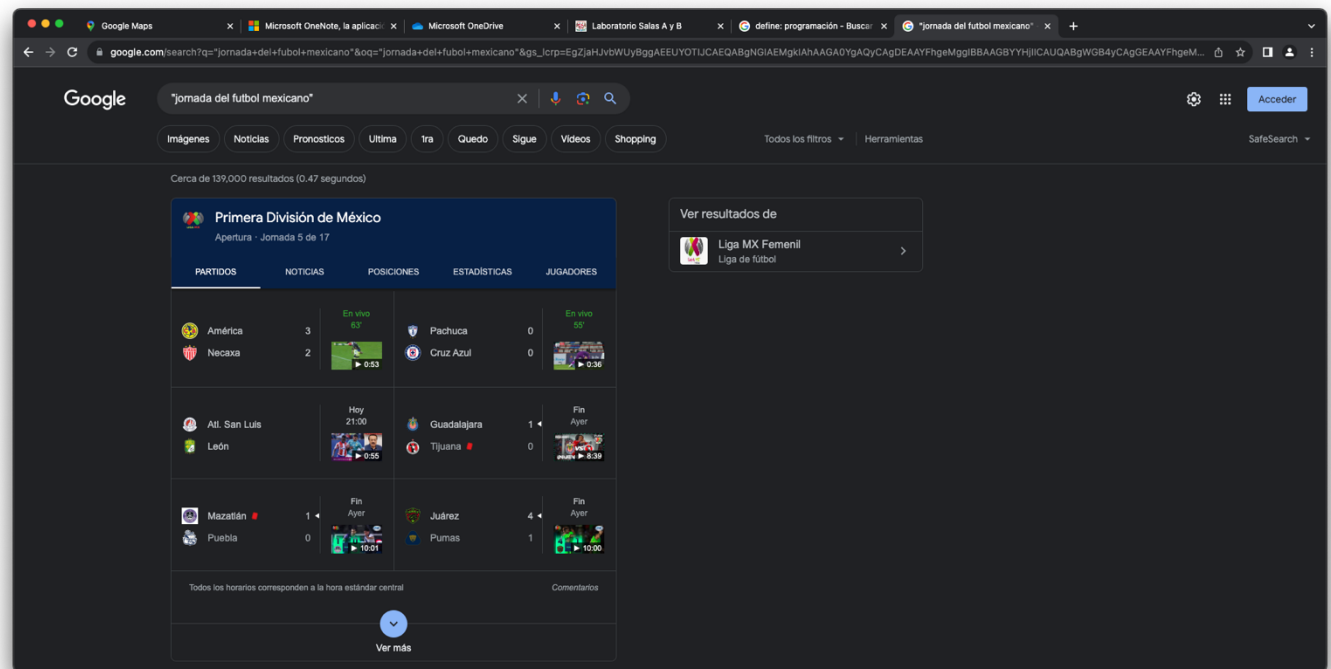 Google Maps
Microsoft OneNote, la aplicació
Microsoft OneDrive
Laboratorio Salas A y B
define: programación - Buscar
"jornada del futbol mexicano"
google.com/search?q="jornada+del+fubol+mexicano"&oq="jornada+del+fubol+mexicano"&gs_lcrp=
Google
"jornada del futbol mexicano"
Acceder
Imágenes Noticias Pronosticos Ultima 1ra Quedo Sigue Videos Shopping
Todos los filtros Herramientas
SafeSearch
Cerca de 139,000 resultados (0.47 segundos)
Primera División de México
Apertura · Jornada 5 de 17
PARTIDOS NOTICIAS POSICIONES ESTADÍSTICAS JUGADORES
América 3
Necaxa 2
En vivo
63'
0:53
Pachuca 0
Cruz Azul 0
En vivo
55'
0:36
Atl. San Luis
León
Hoy
21:00
0:55
Guadalajara 1
Tijuana 0
Fin
Ayer
8:39
Mazatlán 1
Puebla 0
Fin
Ayer
10:01
Juárez 4
Pumas 1
Fin
Ayer
10:00
Todos los horarios corresponden a la hora estándar central
Comentarios
Ver más
Ver resultados de
Liga MX Femenil
Liga de fútbol